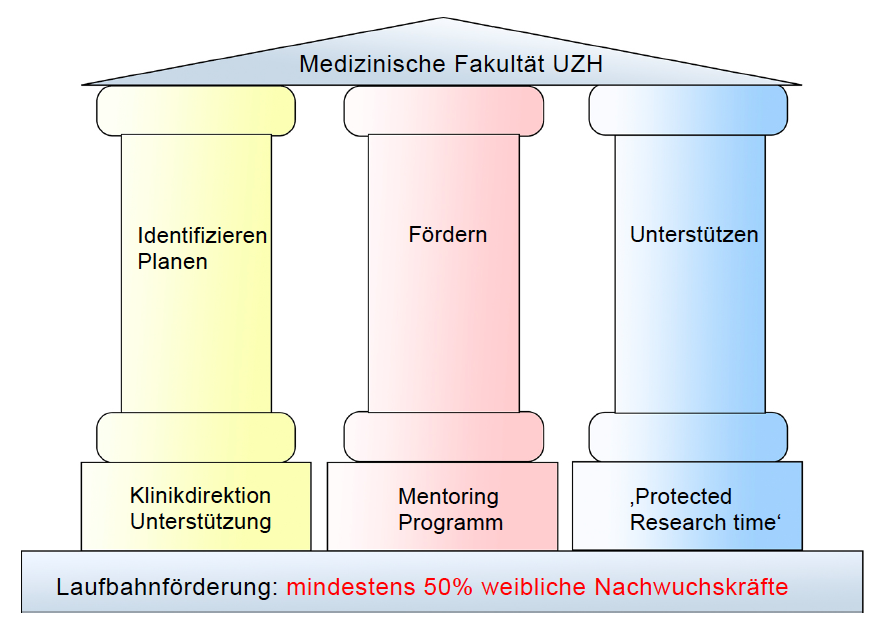 Medizinische Fakultät UZH
Identifizieren
Planen
Fördern
Unterstützen
Klinikdirektion
Unterstützung
Mentoring
Programm
‚Protected
Research time‘
Laufbahnförderung: mindestens 50% weibliche Nachwuchskräfte